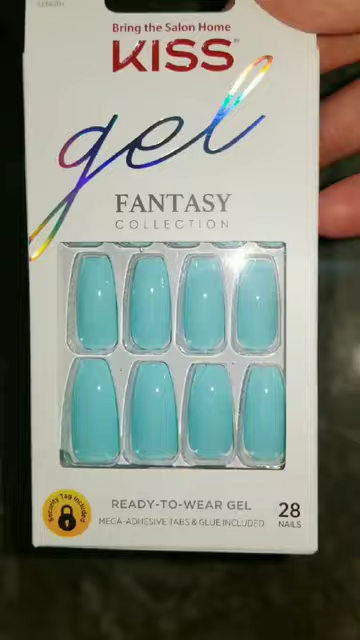 LENGTH
Bring the Salon Home
KISS®
gel
FANTASY
COLLECTION
Security Tag Included
READY-TO-WEAR GEL
MEGA-ADHESIVE TABS & GLUE INCLUDED
28
NAILS